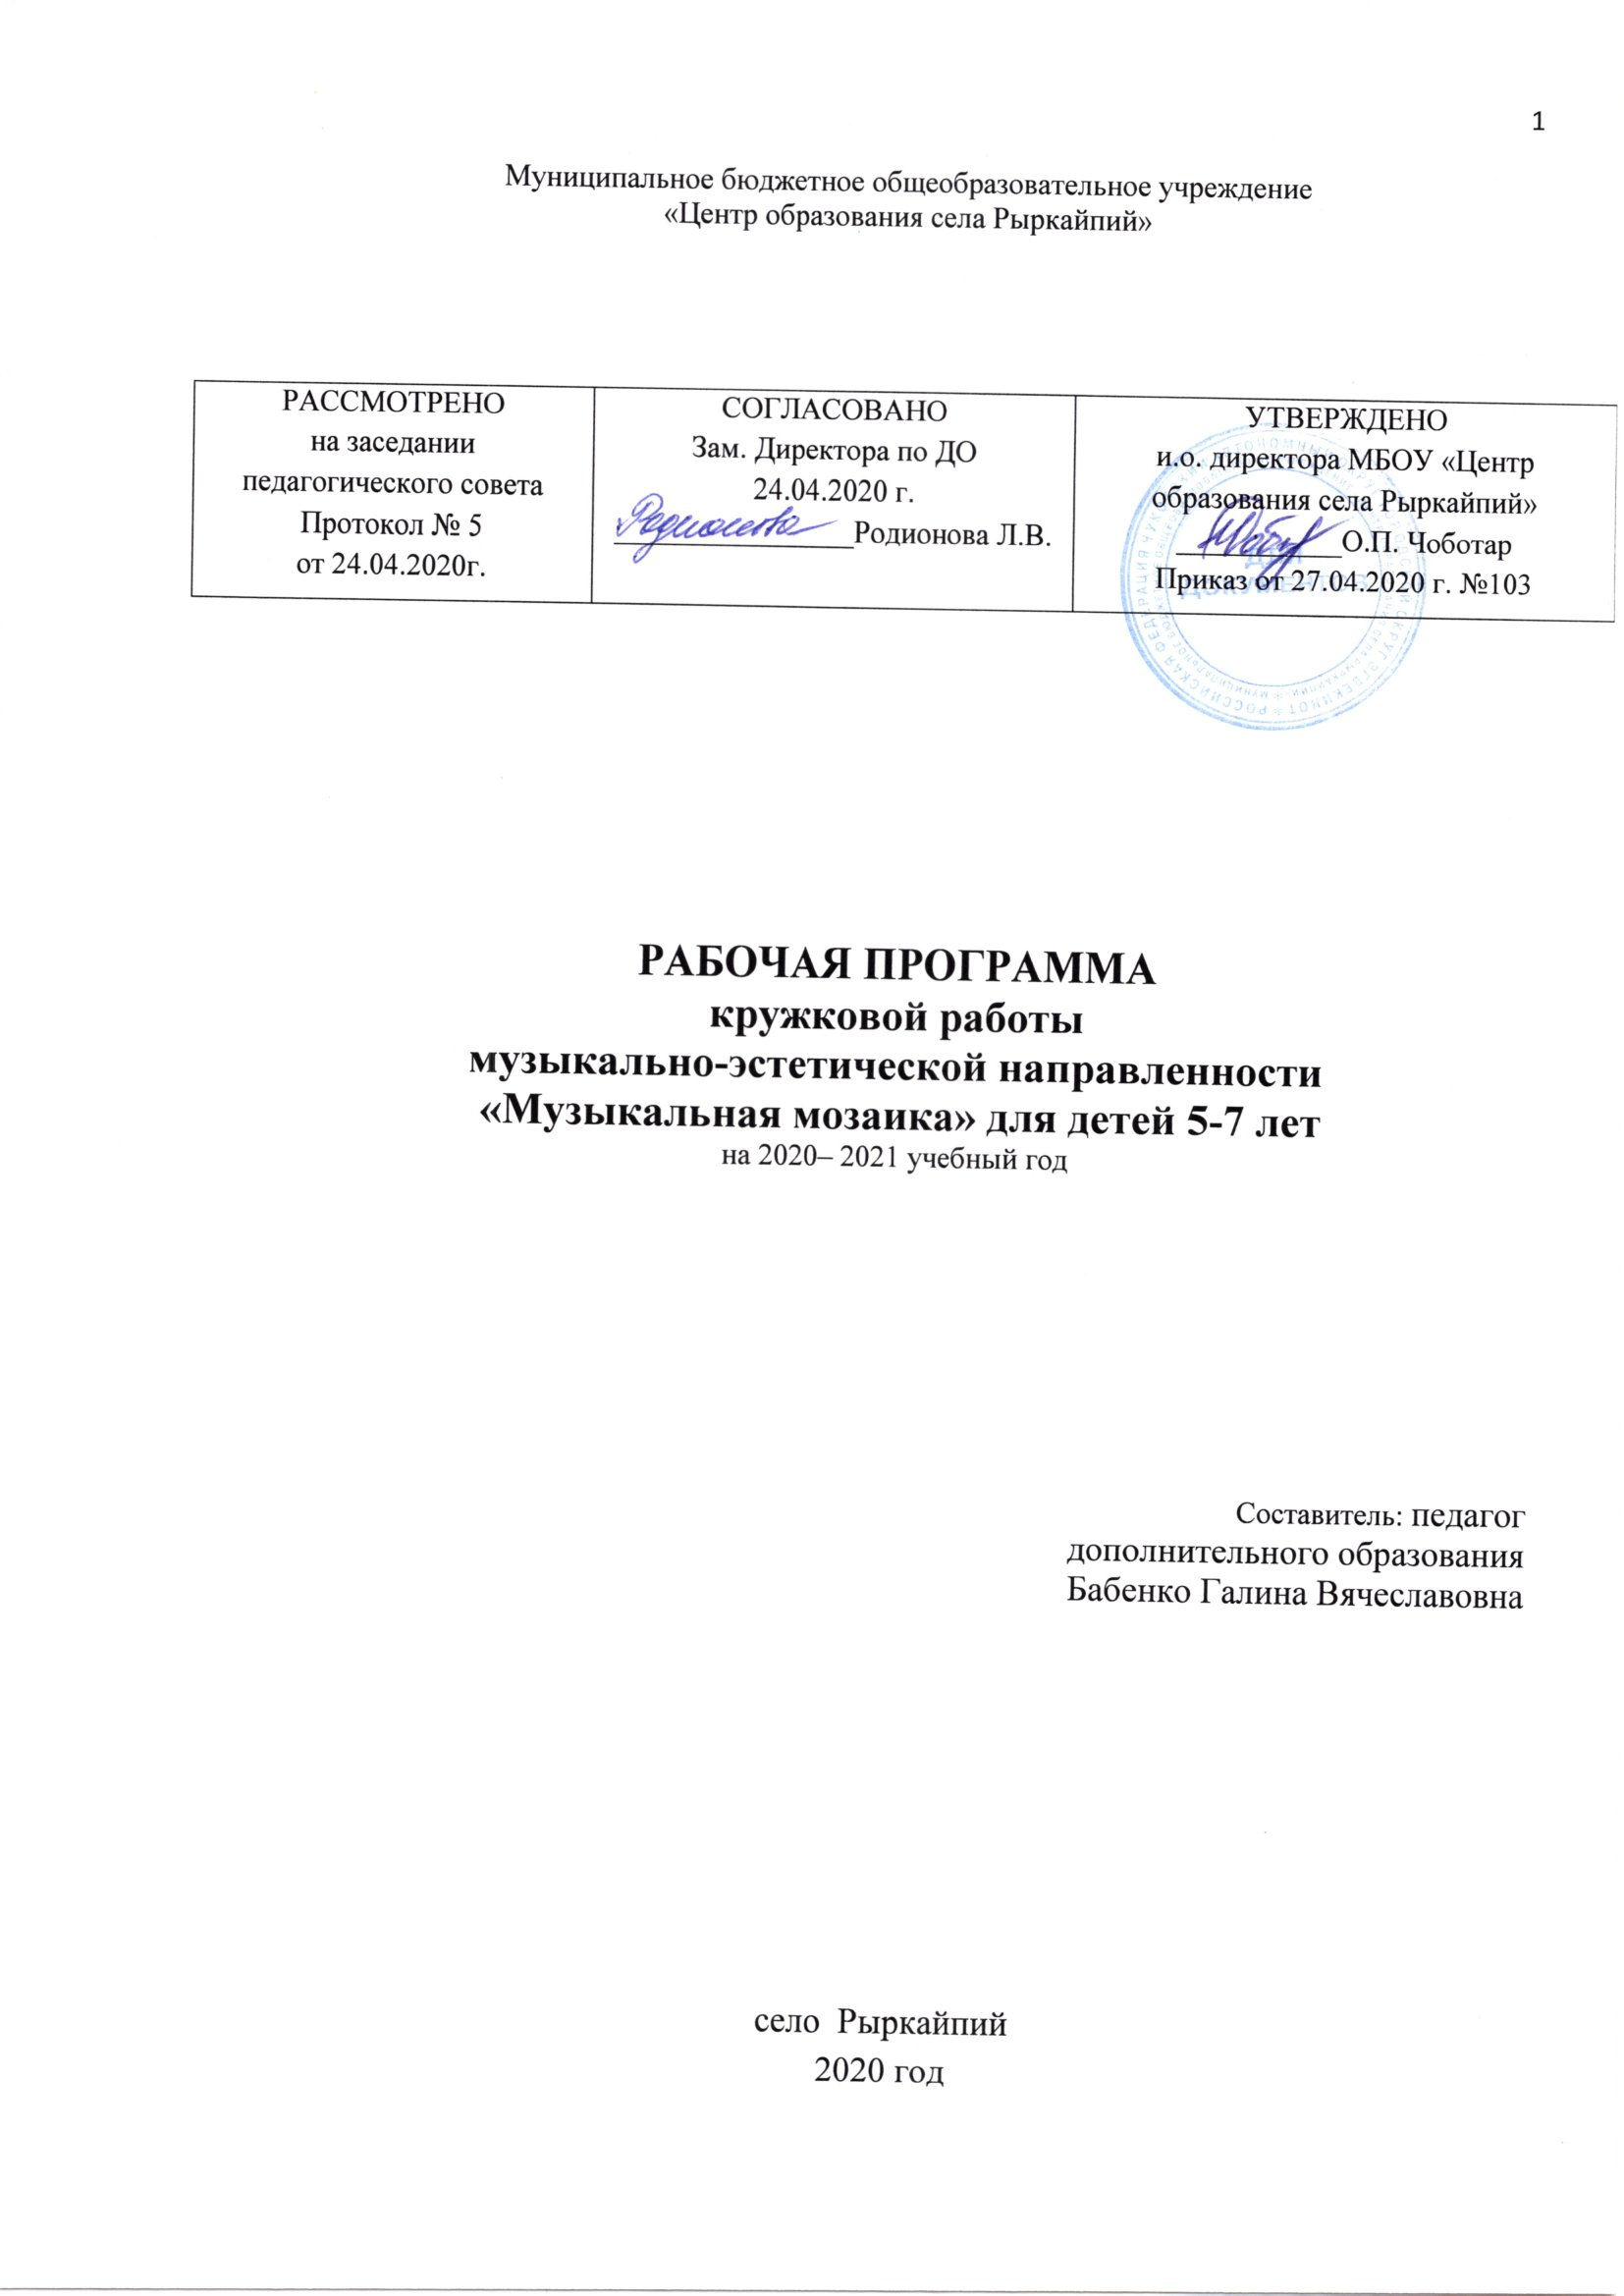 1
Муниципальное бюджетное общеобразовательное учреждение
«Центр образования села Рыркайпий»
РАССМОТРЕНО
на заседании
педагогического совета
Протокол № 5
от 24.04.2020г.
СОГЛАСОВАНО
Зам. Директора по ДО
24.04.2020 г.
Родионова Родионова Л.В.
УТВЕРЖДЕНО
и.о. директора МБОУ «Центр
образования села Рыркайпий»
О.П. Чоботар
Приказ от 27.04.2020 г. №103
РАБОЧАЯ ПРОГРАММА
кружковой работы
музыкально-эстетической направленности
«Музыкальная мозаика» для детей 5-7 лет
на 2020– 2021 учебный год
Составитель: педагог
дополнительного образования
Бабенко Галина Вячеславовна
село Рыркайпий
2020 год